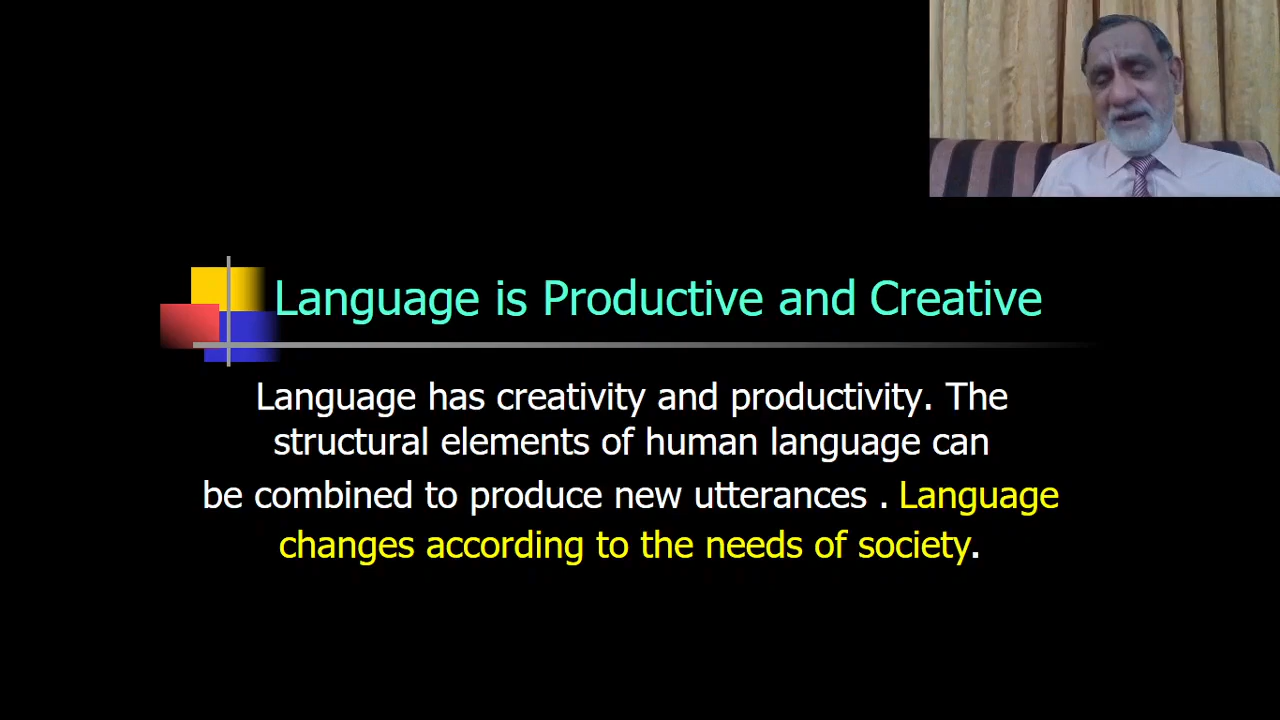 Language is Productive and Creative
Language has creativity and productivity. The
structural elements of human language can
be combined to produce new utterances . Language
changes according to the needs of society.